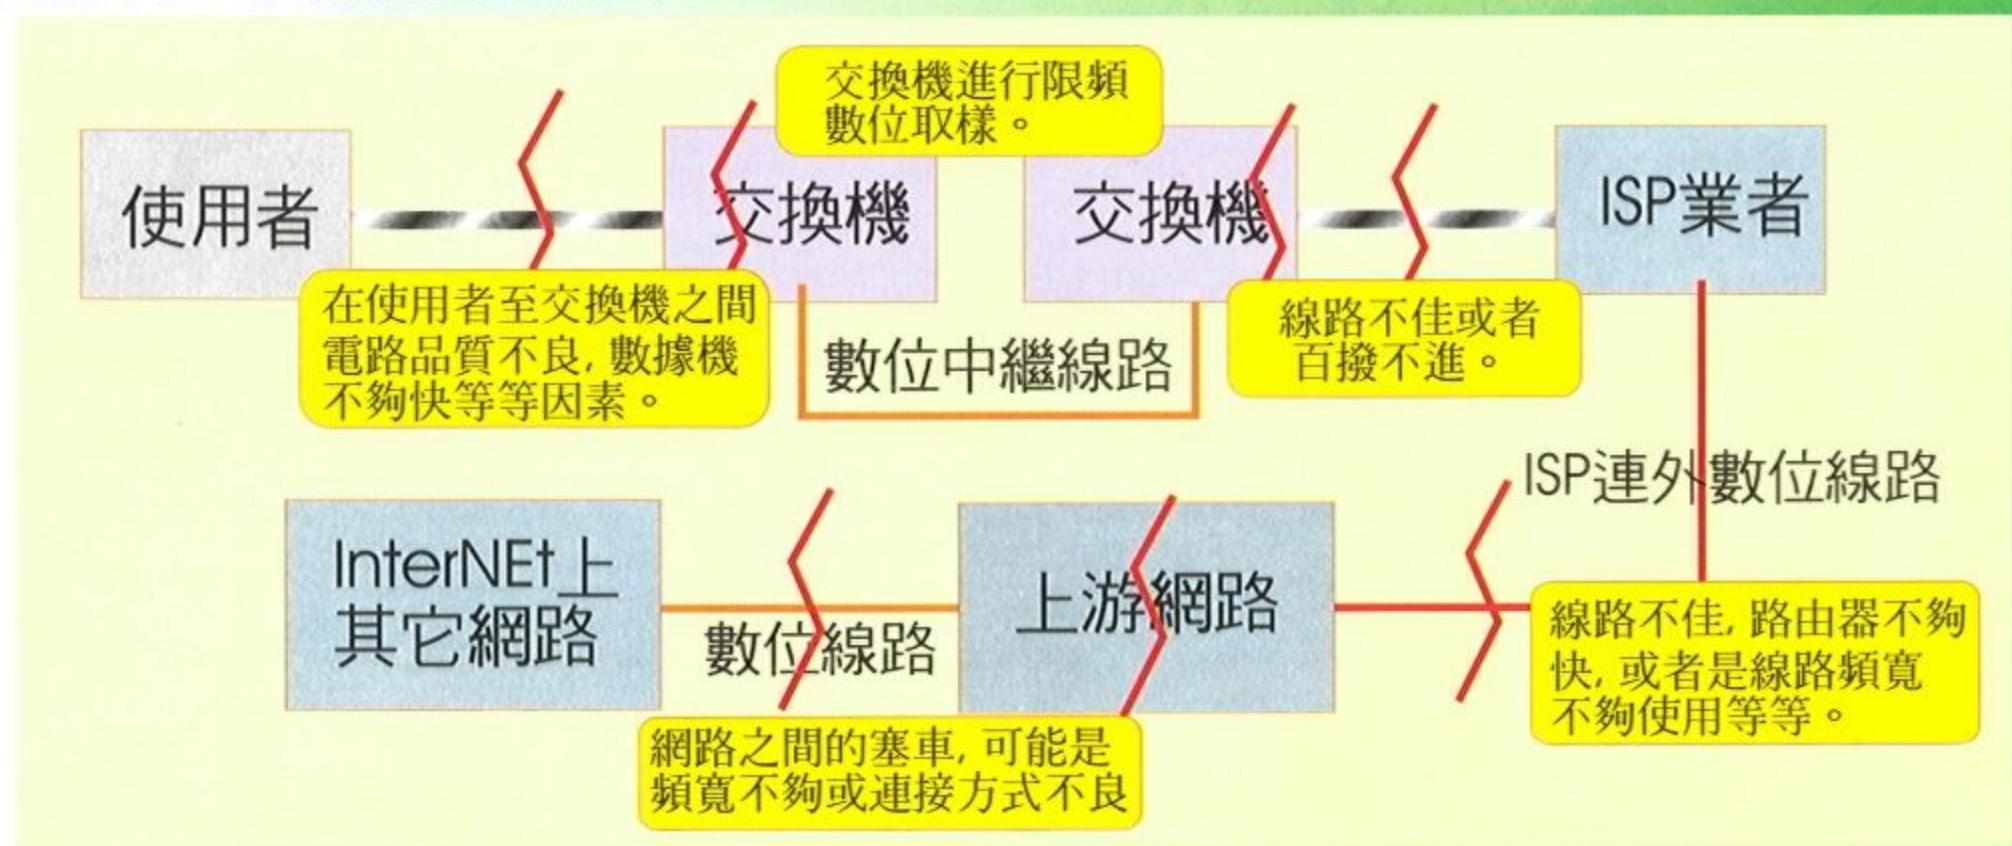 交換機進行限頻
數位取樣。
使用者
交換機
交換機
ISP業者
在使用者至交換機之間
電路品質不良, 數據機
不夠快等等因素。
數位中繼線路
線路不佳或者
百撥不進。
ISP連外數位線路
InterNEt上
其它網路
數位線路
上游網路
線路不佳, 路由器不夠
快, 或者是線路頻寬
不夠使用等等。
網路之間的塞車, 可能是
頻寬不夠或連接方式不良